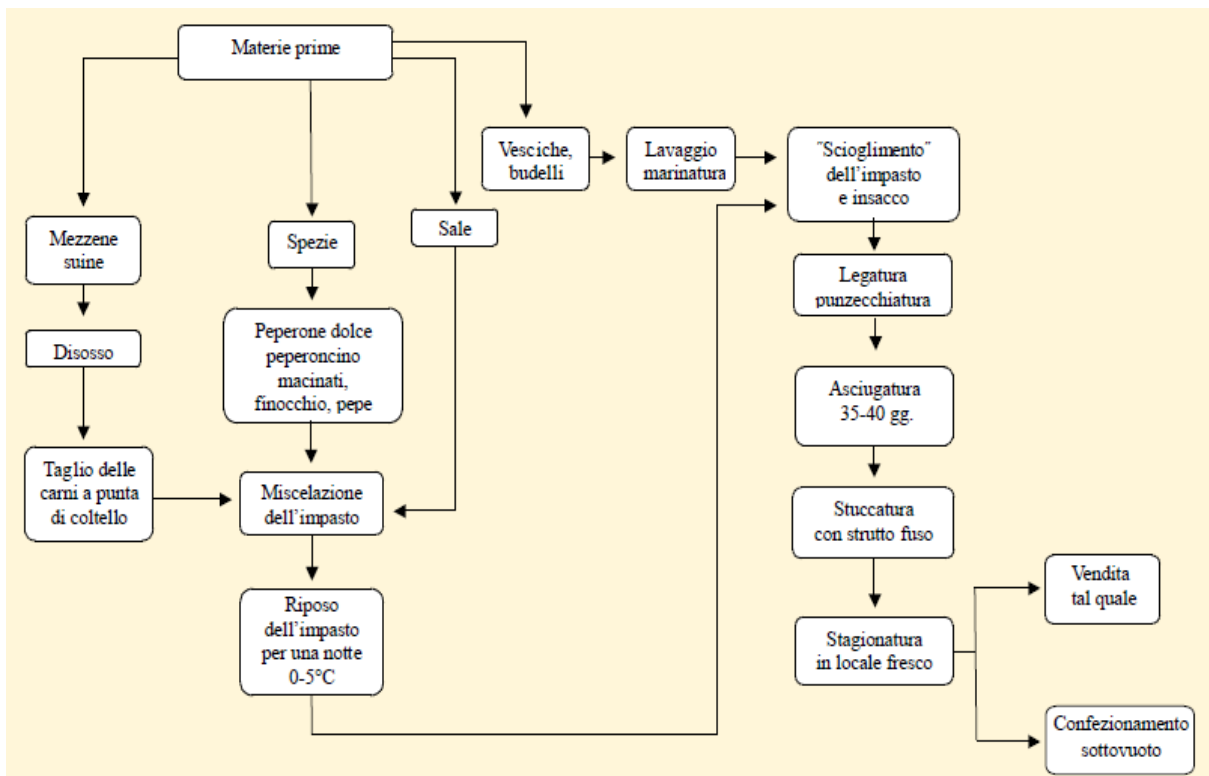 Materie prime
Vesciche,
budelli
Lavaggio
marinatura
˝Scioglimento˝
dell’impasto
e insacco
Mezzene
suine
Spezie
Sale
Legatura
punzecchiatura
Disosso
Peperone dolce
peperoncino
macinati,
finocchio, pepe
Asciugatura
35-40 gg.
Taglio delle
carni a punta
di coltello
Miscelazione
dell’impasto
Stuccatura
con strutto fuso
Riposo
dell’impasto
per una notte
0-5°C
Stagionatura
in locale fresco
Vendita
tal quale
Confezionamento
sottovuoto